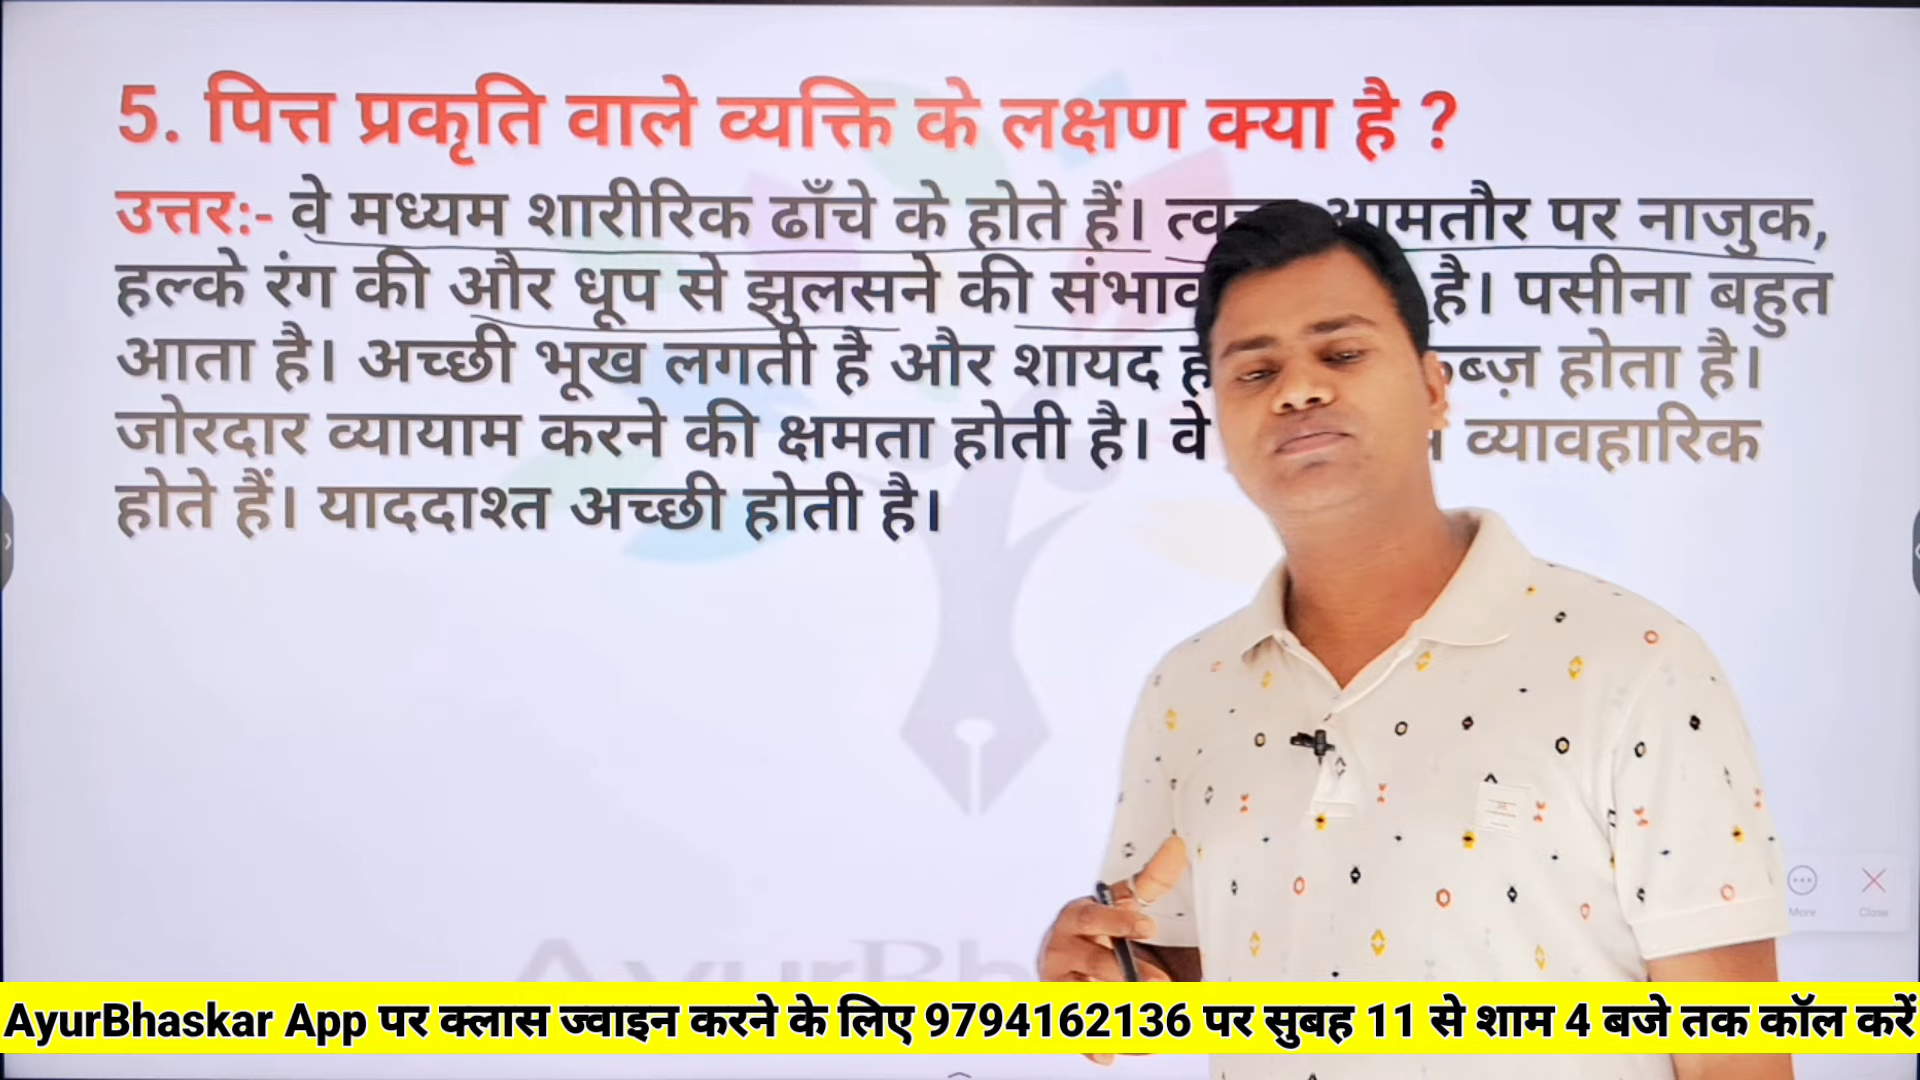 5. पित्त प्रकृति वाले व्यक्ति के लक्षण क्या है ?
उत्तर:- वे मध्यम शारीरिक ढाँचे के होते हैं। आमतौर पर नाजुक,
हल्के रंग की और धूप से झुलसने की है। पसीना बहुत
आता है। अच्छी भूख लगती है और शायद होता है।
जोरदार व्यायाम करने की क्षमता होती है। वे व्यावहारिक
होते हैं। याददाश्त अच्छी होती है।
More Close
AyurBhaskar App पर क्लास ज्वाइन करने के लिए 9794162136 पर सुबह 11 से शाम 4 बजे तक कॉल करें